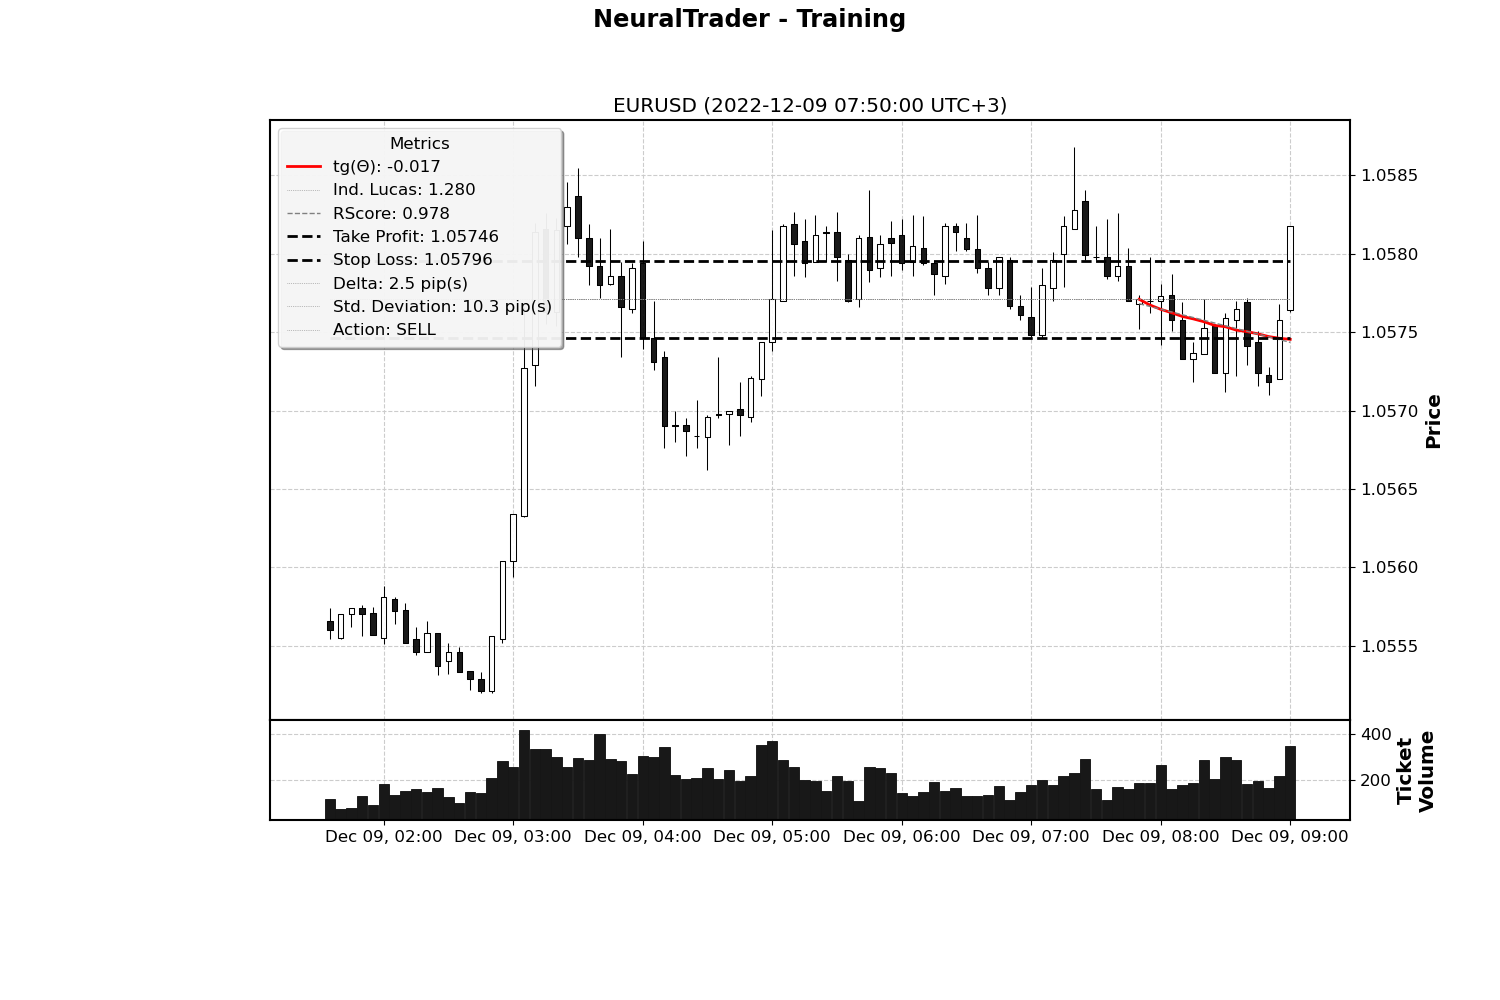 NeuralTrader - Training
EURUSD (2022-12-09 07:50:00 UTC+3)
Metrics
tg(Θ): -0.017
Ind. Lucas: 1.280
RScore: 0.978
Take Profit: 1.05746
Stop Loss: 1.05796
Delta: 2.5 pip(s)
Std. Deviation: 10.3 pip(s)
Action: SELL
1.0585
1.0580
1.0575
1.0570
1.0565
1.0560
1.0555
Price
400
200
Ticket
Volume
Dec 09, 02:00
Dec 09, 03:00
Dec 09, 04:00
Dec 09, 05:00
Dec 09, 06:00
Dec 09, 07:00
Dec 09, 08:00
Dec 09, 09:00